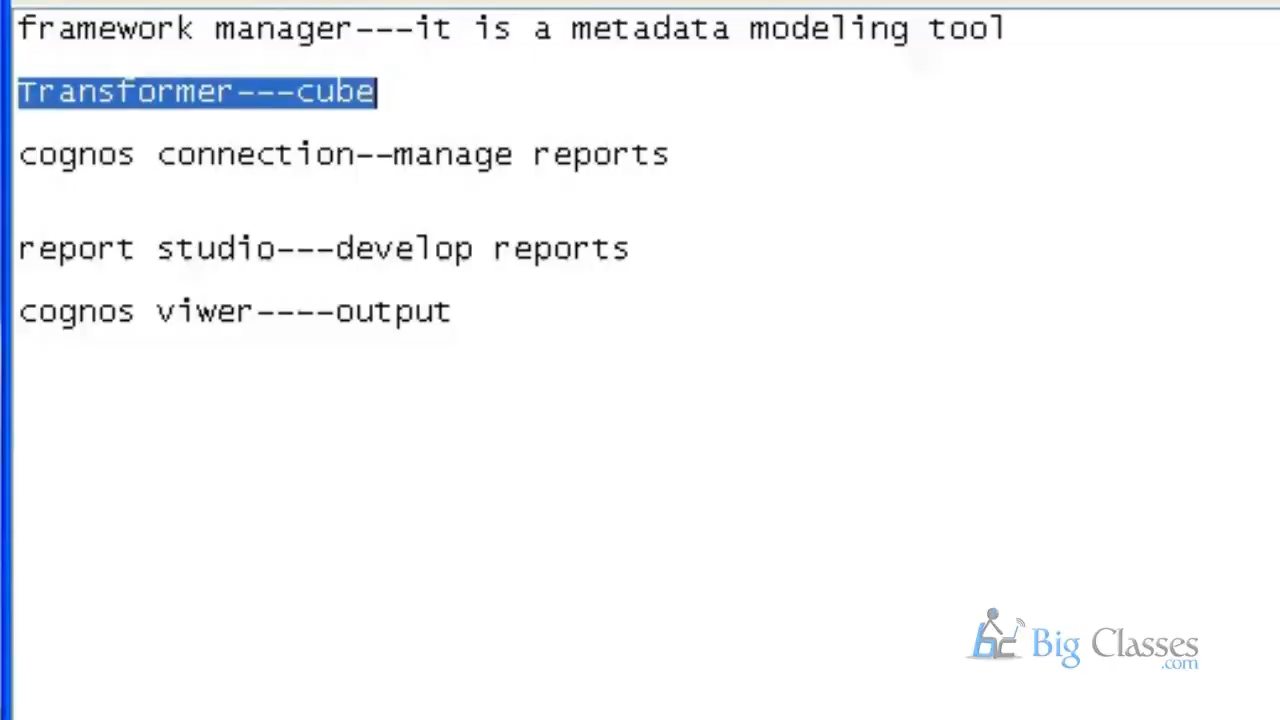 framework manager---it is a metadata modeling tool
Transformer---cube
cognos connection--manage reports
report studio---develop reports
cognos viwer----output
bc Big Classes
.com